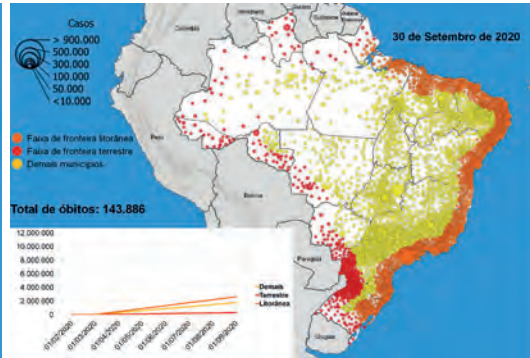 Casos
> 900.000
500.000
300.000
100.000
50.000
<10.000
30 de Setembro de 2020
Faixa de fronteira litorânea
Faixa de fronteira terrestre
Demais municípios
Peru
Bolívia
Paraguai
Uruguai
Total de óbitos: 143.886
12.000.000
10.000.000
8.000.000
6.000.000
4.000.000
2.000.000
0
01/02/2020
01/03/2020
01/04/2020
01/05/2020
01/06/2020
01/07/2020
01/08/2020
01/09/2020
Demais
Terrestre
Litorânea